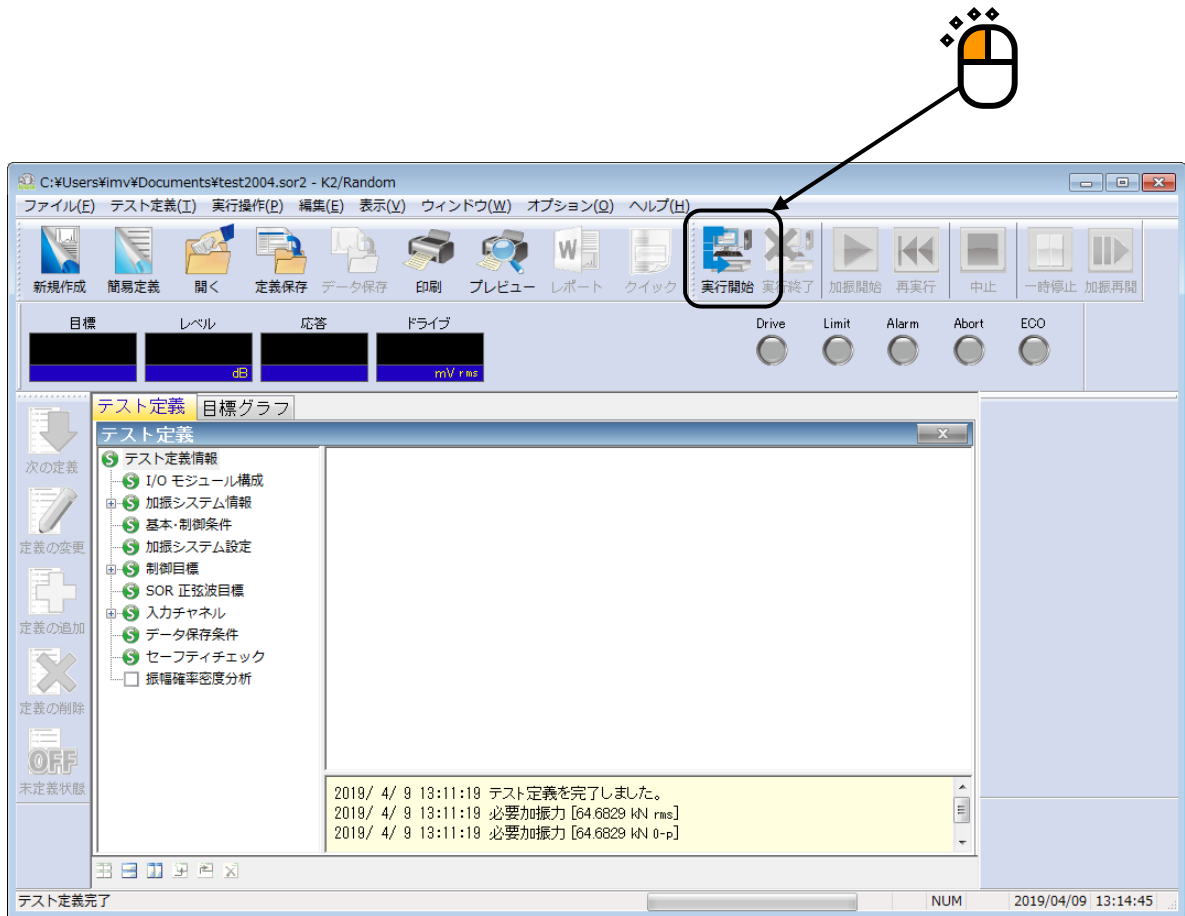 C:¥Users¥imv¥Documents¥test2004.sor2 - K2/Random
ファイル(F) テスト定義(T) 実行操作(P) 編集(E) 表示(V) ウィンドウ(W) オプション(O) ヘルプ(H)
新規作成 簡易定義 開く 定義保存 データ保存 印刷 プレビュー レポート クイック 実行開始 実行終了 加振開始 再実行 中止 一時停止 加振再開
目標 レベル 応答 ドライブ Drive Limit Alarm Abort ECO
dB mV rms
テスト定義 目標グラフ
テスト定義
次の定義
定義の変更
定義の追加
定義の削除
OFF
未定義状態
テスト定義情報
I/O モジュール構成
加振システム情報
基本・制御条件
加振システム設定
制御目標
SOR 正弦波目標
入力チャネル
データ保存条件
セーフティチェック
振幅確率密度分析
2019/ 4/ 9 13:11:19 テスト定義を完了しました。
2019/ 4/ 9 13:11:19 必要加振力 [64.6829 kN rms]
2019/ 4/ 9 13:11:19 必要加振力 [64.6829 kN 0-p]
テスト定義完了 NUM 2019/04/09 13:14:45